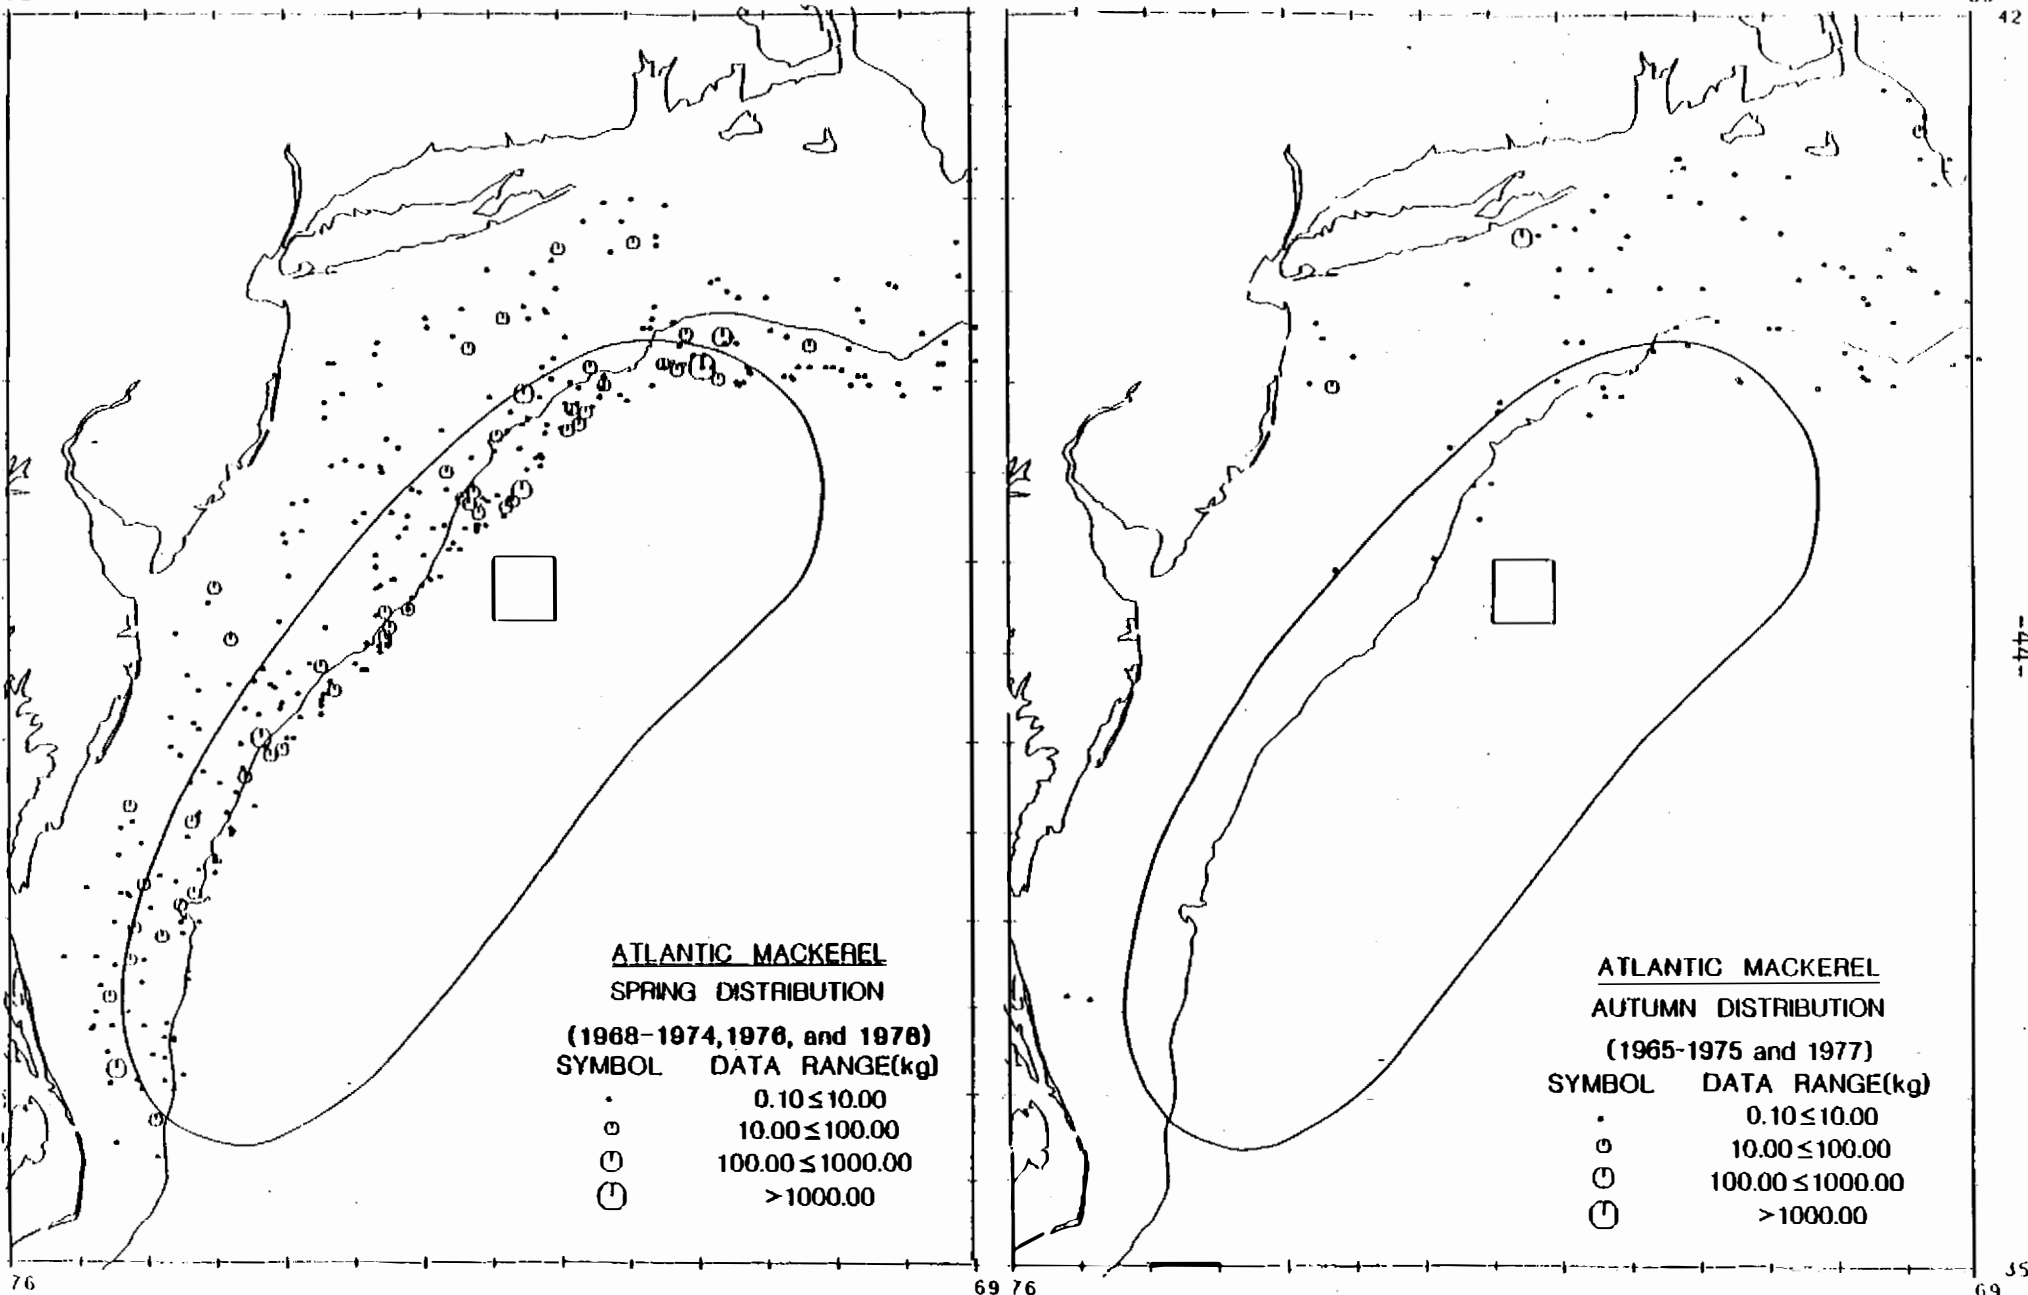 42
ATLANTIC MACKEREL
SPRING DISTRIBUTION
(1968-1974, 1976, and 1978)
SYMBOL DATA RANGE(kg)
0.10≤10.00
10.00≤100.00
100.00≤1000.00
>1000.00
76
69
ATLANTIC MACKEREL
AUTUMN DISTRIBUTION
(1965-1975 and 1977)
SYMBOL DATA RANGE(kg)
0.10≤10.00
10.00≤100.00
100.00≤1000.00
>1000.00
76
69
35
-44-